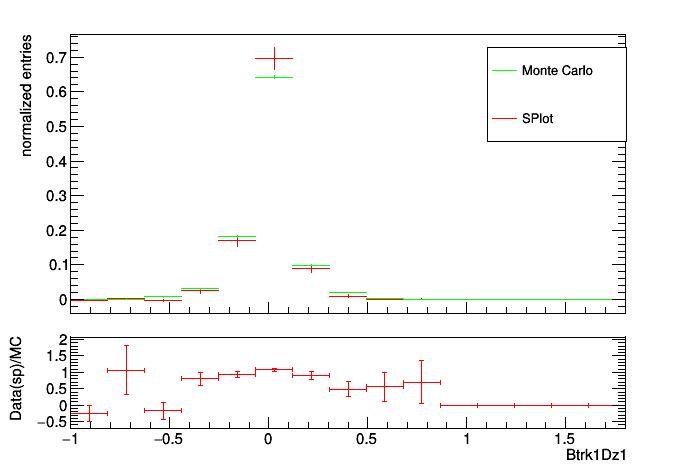 normalized entries
0.7
0.6
0.5
0.4
0.3
0.2
0.1
0
Monte Carlo
SPlot
Data(sp)/MC
2
1.5
1
0.5
0
−0.5
−1 −0.5 0 0.5 1 1.5
Btrk1Dz1